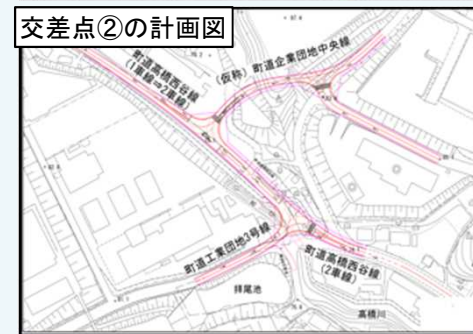 交差点②の計画図
町道高橋西谷線
(1車線⇒2車線)
(仮称)町道企業団地中央線
町道工業団地3号線
町道高橋西谷線
(2車線)
拝尾池
高橋川